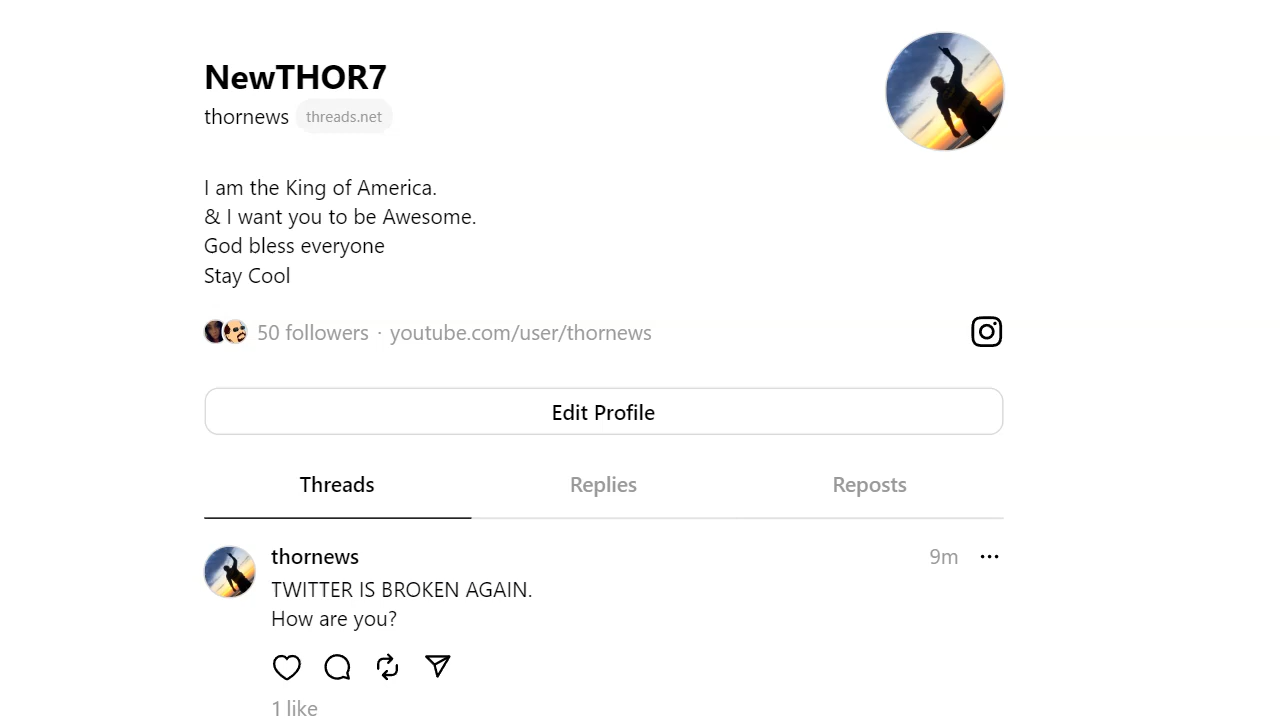 NewTHOR7
thornews threads.net
I am the King of America.
& I want you to be Awesome.
God bless everyone
Stay Cool
50 followers · youtube.com/user/thornews
Edit Profile
Threads Replies Reposts
thornews 9m
TWITTER IS BROKEN AGAIN.
How are you?
1 like